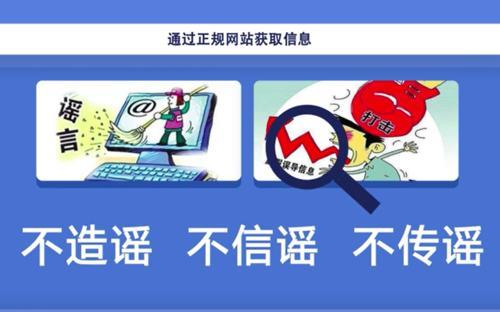 通过正规网站获取信息
谣言
@
打击
误导信息
不造谣 不信谣 不传谣